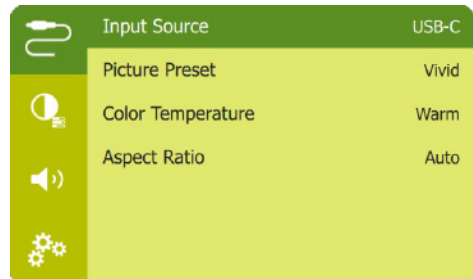 Input Source USB-C
Picture Preset Vivid
Color Temperature Warm
Aspect Ratio Auto